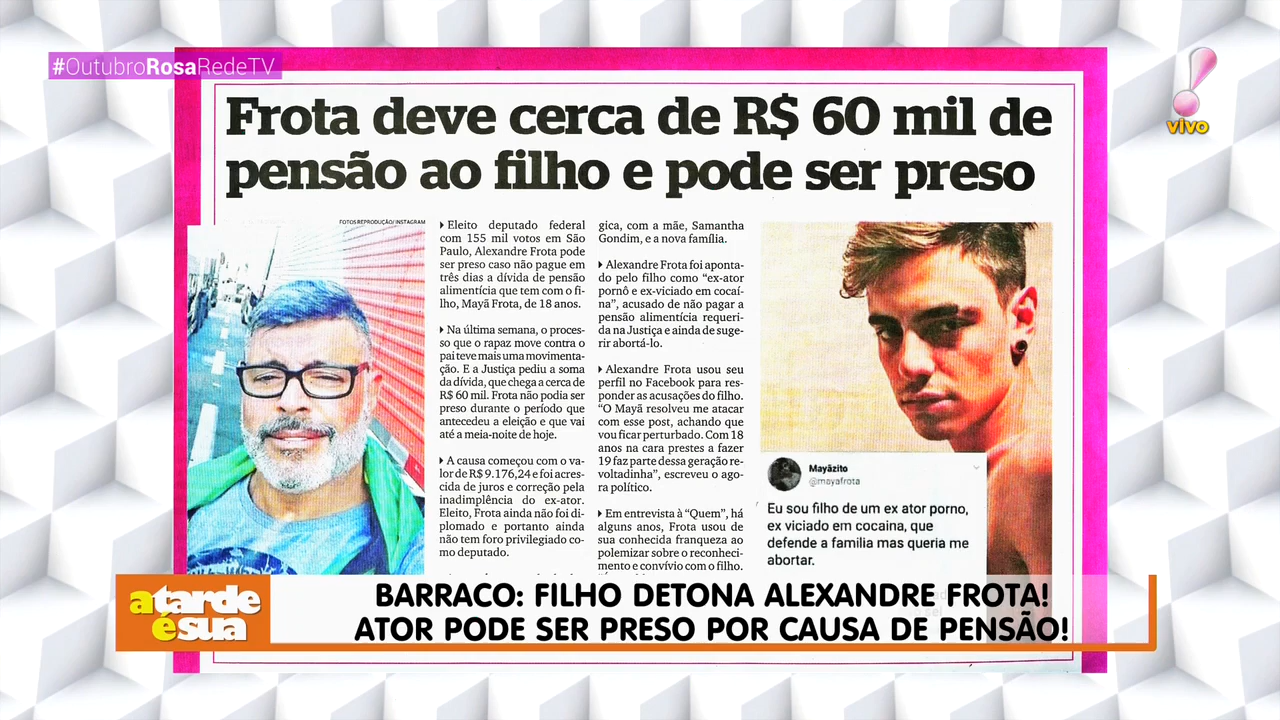 #OutubroRosaRedeTV
vivo
Frota deve cerca de R$ 60 mil de
pensão ao filho e pode ser preso
FOTOS REPRODUÇÃO/ INSTAGRAM
Eleito deputado federal
com 155 mil votos em São
Paulo, Alexandre Frota pode
ser preso caso não pague em
três dias a dívida de pensão
alimentícia que tem com o fi-
lho, Mayã Frota, de 18 anos.
Na última semana, o proces-
so que o rapaz move contra o
pai teve mais uma movimenta-
ção. E a Justiça pediu a soma
da dívida, que chega a cerca de
R$ 60 mil. Frota não podia ser
preso durante o período que
antecedeu a eleição e que vai
até a meia-noite de hoje.
A causa começou com o va-
lor de R$ 9.176,24 e foi acres-
cida de juros e correção pela
inadimplência do ex-ator.
Eleito, Frota ainda não foi di-
plomado e portanto ainda
não tem foro privilegiado co-
mo deputado.
gica, com a mãe, Samantha
Gondim, e a nova família.
Alexandre Frota foi aponta-
do pelo filho como “ex-ator
pornô e ex-viciado em cocaí-
na”, acusado de não pagar a
pensão alimentícia requeri-
da na Justiça e ainda de suge-
rir abortá-lo.
Alexandre Frota usou seu
perfil no Facebook para res-
ponder as acusações do filho.
“O Mayã resolveu me atacar
com esse post, achando que
vou ficar perturbado. Com 18
anos na cara prestes a fazer
19 faz parte dessa geração re-
voltadinha”, escreveu o ago-
ra político.
Em entrevista à “Quem”, há
alguns anos, Frota usou de
sua conhecida franqueza ao
polemizar sobre o reconheci-
mento e convívio com o filho.
Mayãzito
@mayafrota
Eu sou filho de um ex ator porno,
ex viciado em cocaina, que
defende a familia mas queria me
abortar.
a tarde
é sua
BARRACO: FILHO DETONA ALEXANDRE FROTA!
ATOR PODE SER PRESO POR CAUSA DE PENSÃO!